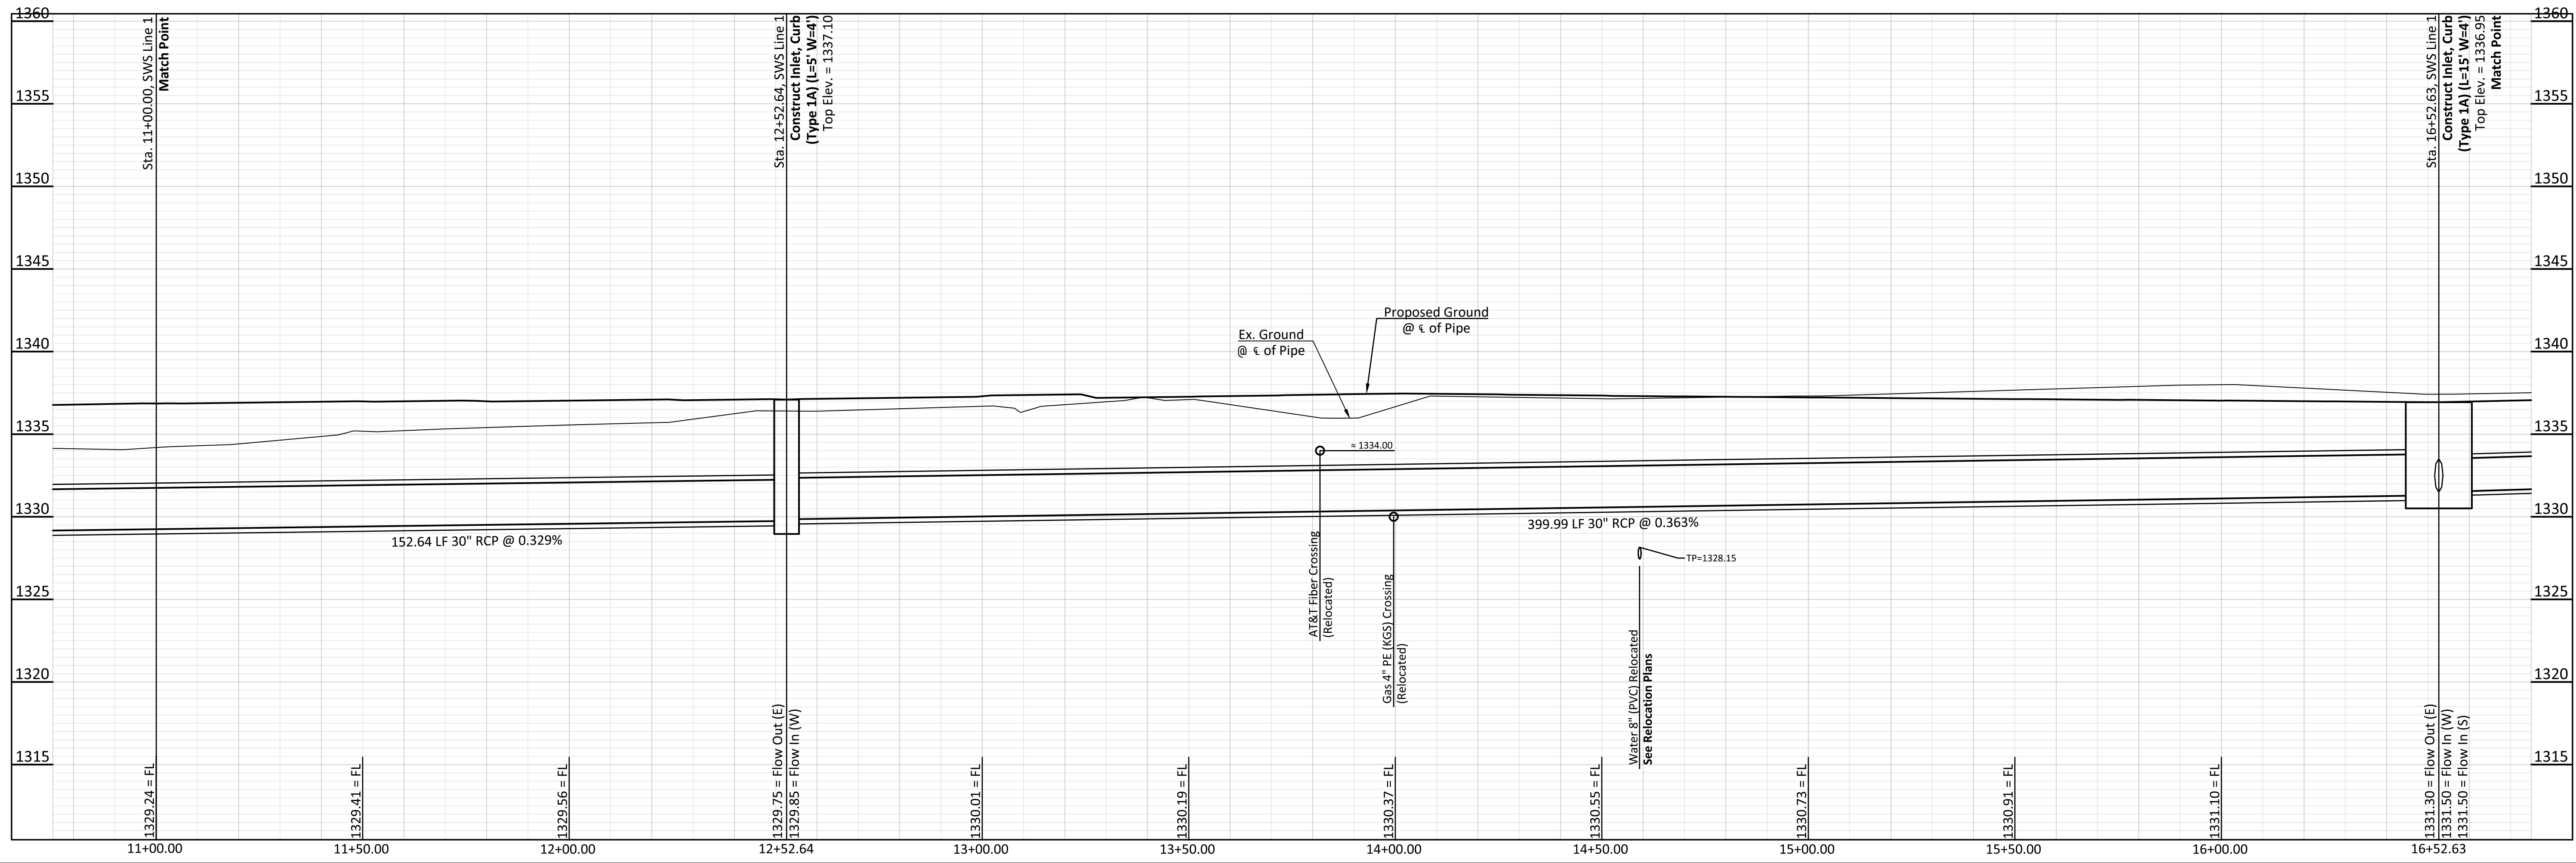 1360
1355
1350
1345
1340
1335
1330
1325
1320
1315
Sta. 11+00.00, SWS Line 1
Match Point
Sta. 12+52.64, SWS Line 1
Construct Inlet, Curb
(Type 1A) (L=5' W=4')
Top Elev. = 1337.10
Sta. 16+52.63, SWS Line 1
Construct Inlet, Curb
(Type 1A) (L=15' W=4')
Top Elev. = 1336.95
Match Point
1360
1355
1350
1345
1340
1335
1330
1325
1320
1315
Ex. Ground
@ ℄ of Pipe
Proposed Ground
@ ℄ of Pipe
≈ 1334.00
152.64 LF 30" RCP @ 0.329%
399.99 LF 30" RCP @ 0.363%
TP=1328.15
AT&T Fiber Crossing
(Relocated)
Gas 4" PE (KGS) Crossing
(Relocated)
Water 8" (PVC) Relocated
See Relocation Plans
1329.24 = FL
1329.41 = FL
1329.56 = FL
1329.75 = Flow Out (E)
1329.85 = Flow In (W)
1330.01 = FL
1330.19 = FL
1330.37 = FL
1330.55 = FL
1330.73 = FL
1330.91 = FL
1331.10 = FL
1331.30 = Flow Out (E)
1331.50 = Flow In (W)
1331.50 = Flow In (S)
11+00.00
11+50.00
12+00.00
12+52.64
13+00.00
13+50.00
14+00.00
14+50.00
15+00.00
15+50.00
16+00.00
16+52.63